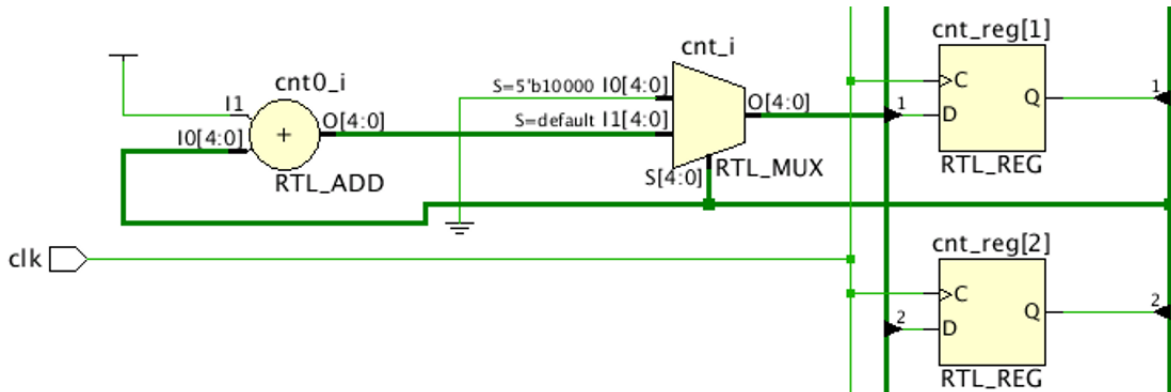 cnt0_i
I1
I0[4:0]
+
O[4:0]
RTL_ADD
cnt_i
S=5'b10000 I0[4:0]
S=default I1[4:0]
O[4:0]
S[4:0]
RTL_MUX
clk
cnt_reg[1]
C
1
D
Q
1
RTL_REG
cnt_reg[2]
C
2
D
Q
2
RTL_REG